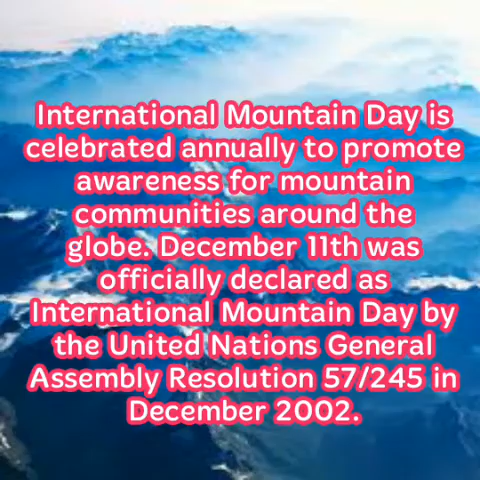 International Mountain Day is
celebrated annually to promote
awareness for mountain
communities around the
globe. December 11th was
officially declared as
International Mountain Day by
the United Nations General
Assembly Resolution 57/245 in
December 2002.